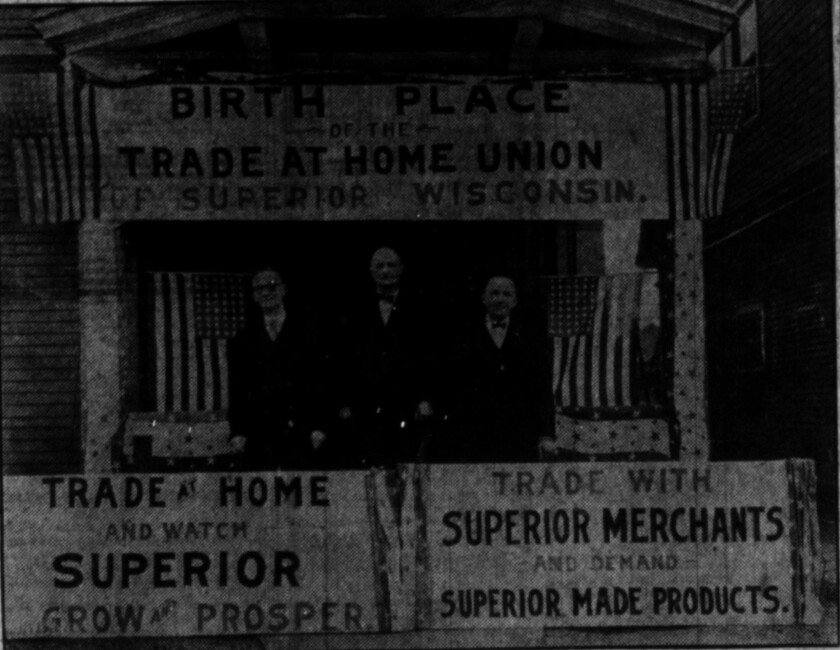 BIRTH PLACE
OF THE
TRADE AT HOME UNION
OF SUPERIOR WISCONSIN.
TRADE AT HOME
AND WATCH
SUPERIOR
GROW AND PROSPER
TRADE WITH
SUPERIOR MERCHANTS
AND DEMAND
SUPERIOR MADE PRODUCTS.